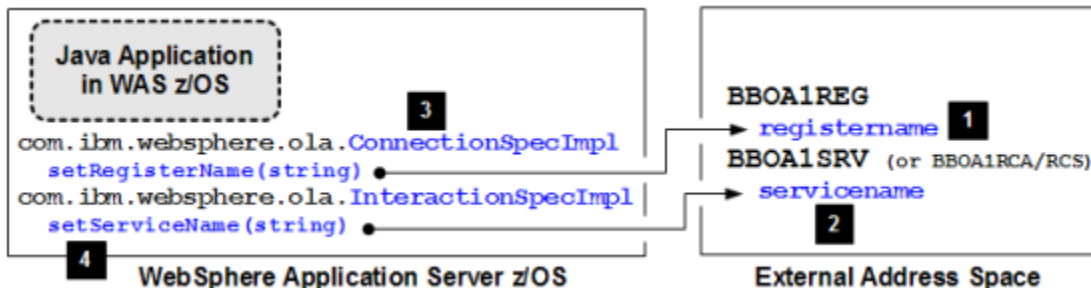 Java Application
in WAS z/OS
3
com.ibm.websphere.ola.ConnectionSpecImpl
setRegisterName(string)
com.ibm.websphere.ola.InteractionSpecImpl
setServiceName(string)
4
WebSphere Application Server z/OS
BBOA1REG
registername
1
BBOA1SRV (or BBOA1RCA/RCS)
servicename
2
External Address Space